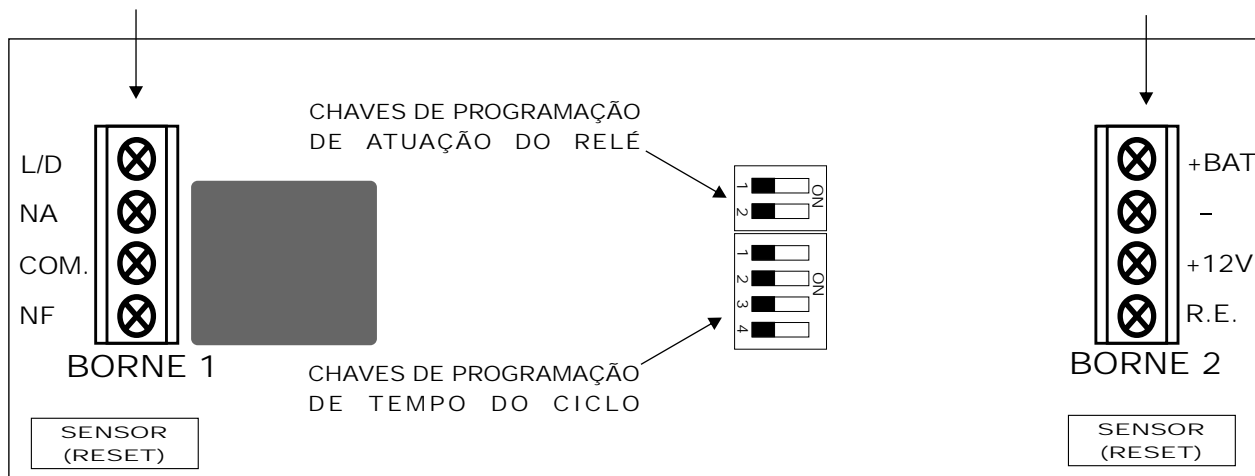 CHAVES DE PROGRAMAÇÃO
DE ATUAÇÃO DO RELÉ
L/D
NA
COM.
NF
BORNE 1
SENSOR
(RESET)
1
2
ON
1
2
3
4
ON
CHAVES DE PROGRAMAÇÃO
DE TEMPO DO CICLO
+BAT
-
+12V
R.E.
BORNE 2
SENSOR
(RESET)